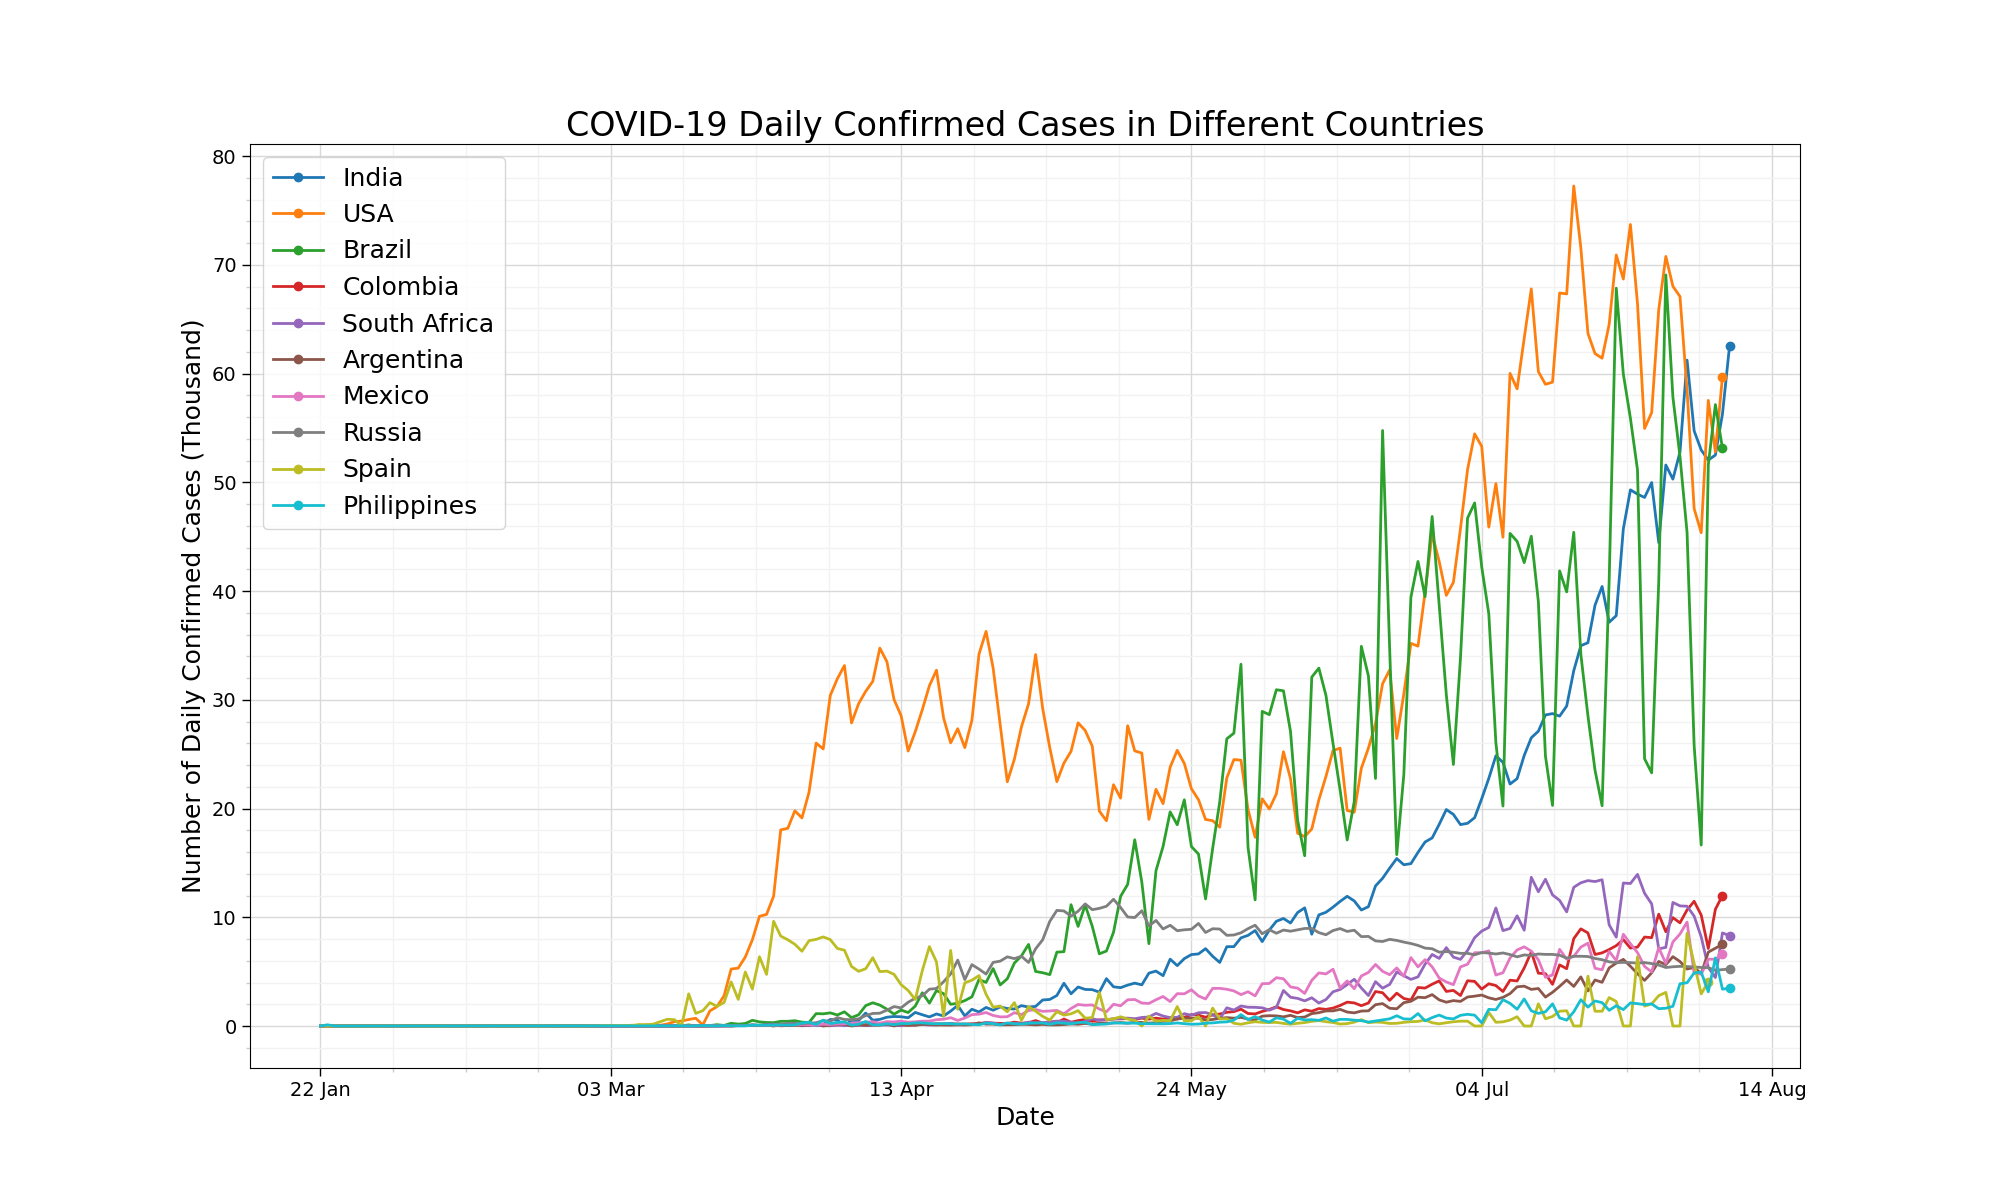 COVID-19 Daily Confirmed Cases in Different Countries
Number of Daily Confirmed Cases (Thousand)
80
70
60
50
40
30
20
10
0
India
USA
Brazil
Colombia
South Africa
Argentina
Mexico
Russia
Spain
Philippines
22 Jan
03 Mar
13 Apr
24 May
04 Jul
14 Aug
Date